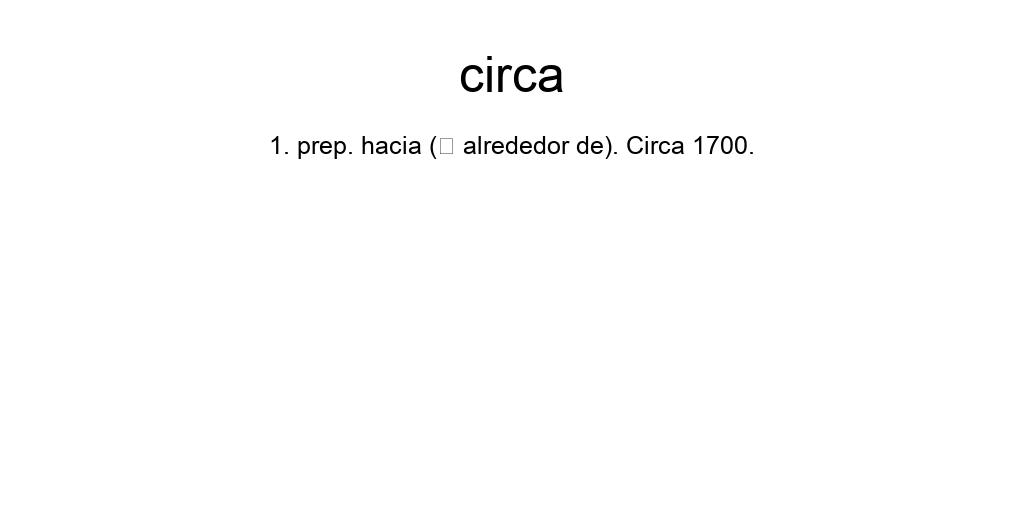 circa
1. prep. hacia (□ alrededor de). Circa 1700.